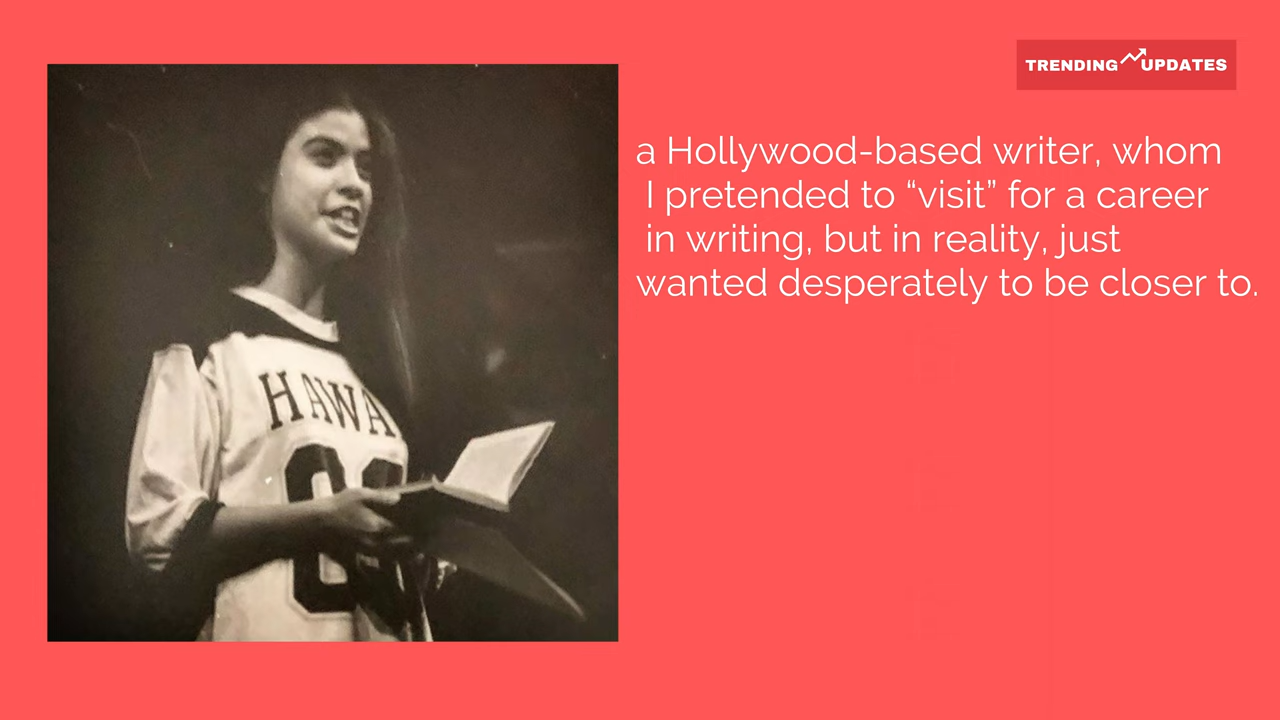 TRENDING UPDATES
a Hollywood-based writer, whom
I pretended to “visit” for a career
in writing, but in reality, just
wanted desperately to be closer to.
HAWA